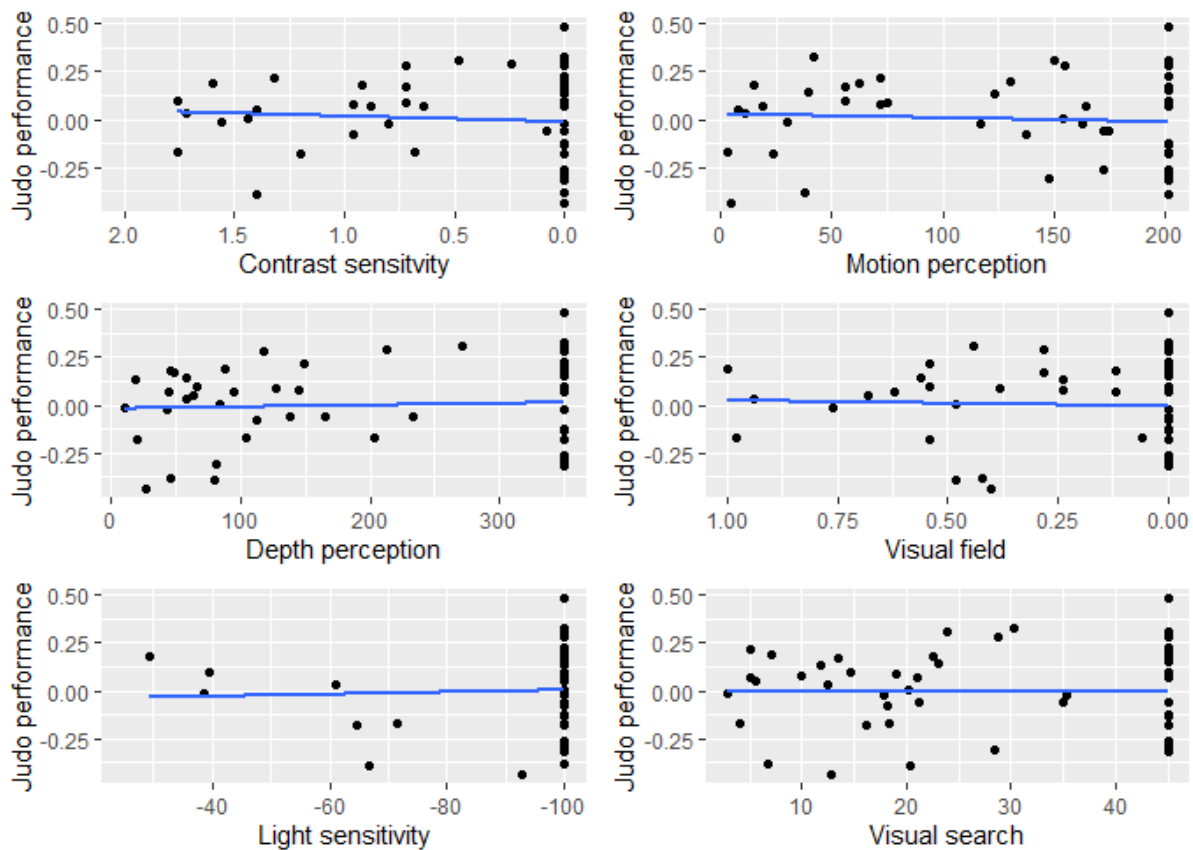 Judo performance
0.50
0.25
0.00
-0.25
2.0 1.5 1.0 0.5 0.0
Contrast sensitvity
Judo performance
0.50
0.25
0.00
-0.25
0 50 100 150 200
Motion perception
Judo performance
0.50
0.25
0.00
-0.25
0 100 200 300
Depth perception
Judo performance
0.50
0.25
0.00
-0.25
1.00 0.75 0.50 0.25 0.00
Visual field
Judo performance
0.50
0.25
0.00
-0.25
-40 -60 -80 -100
Light sensitivity
Judo performance
0.50
0.25
0.00
-0.25
10 20 30 40
Visual search